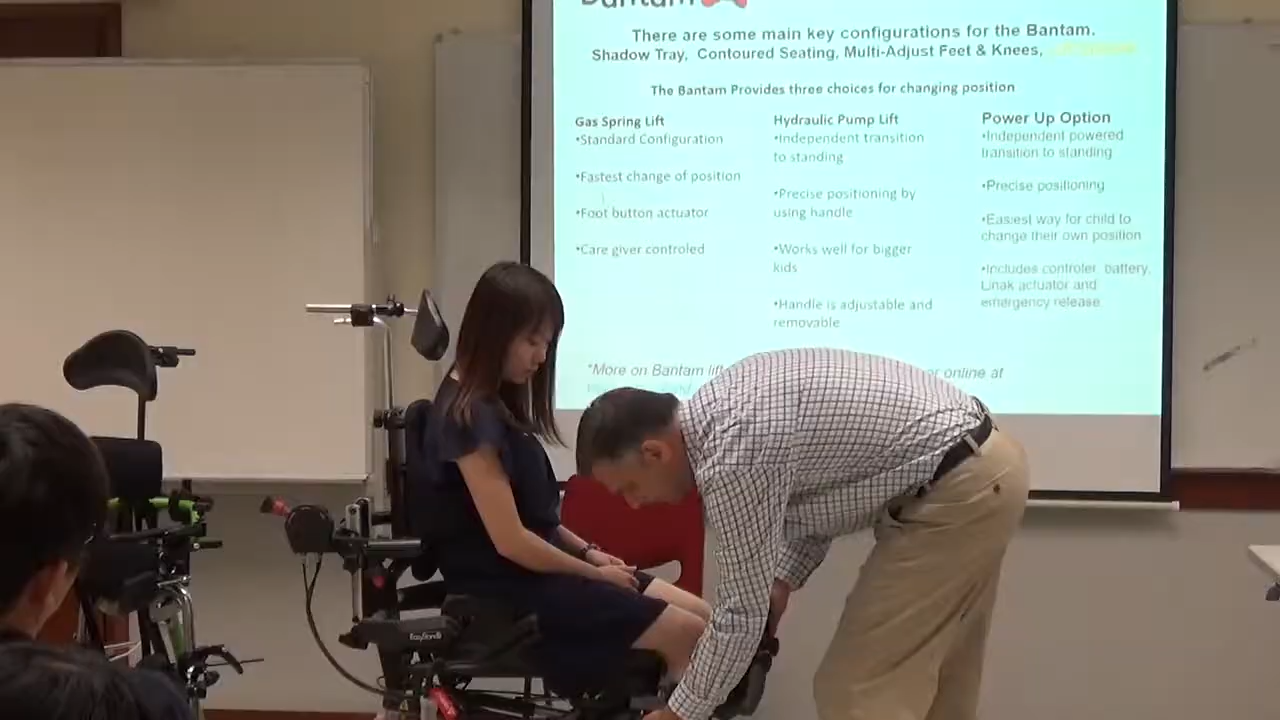 Bantam
There are some main key configurations for the Bantam.
Shadow Tray, Contoured Seating, Multi-Adjust Feet & Knees,
The Bantam Provides three choices for changing position
Gas Spring Lift
•Standard Configuration
•Fastest change of position
•Foot button actuator
•Care giver controled
Hydraulic Pump Lift
•Independent transition
to standing
•Precise positioning by
using handle
•Works well for bigger
kids
•Handle is adjustable and
removable
Power Up Option
•Independent powered
transition to standing
•Precise positioning
•Easiest way for child to
change their own position
•Includes controler, battery,
Linak actuator and
emergency release
*More on Bantam lift or online at
EasyStand